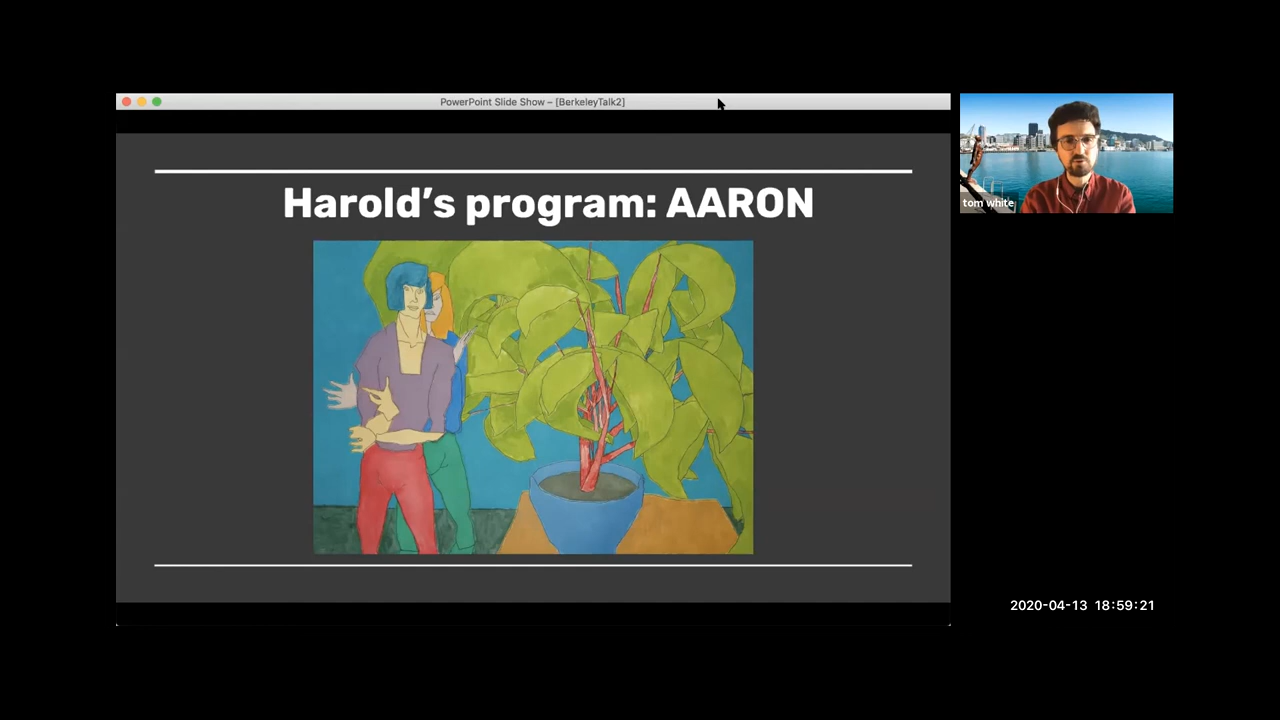 PowerPoint Slide Show – [BerkeleyTalk2]
Harold’s program: AARON
tom white
2020-04-13 18:59:21